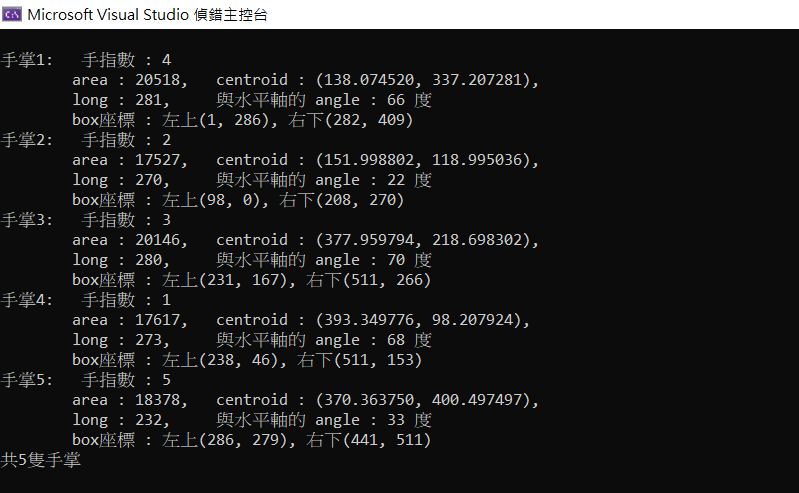 Microsoft Visual Studio 偵錯主控台
手掌1:   手指數 : 4
area : 20518,   centroid : (138.074520, 337.207281),
long : 281,     與水平軸的 angle : 66 度
box座標 : 左上(1, 286), 右下(282, 409)
手掌2:   手指數 : 2
area : 17527,   centroid : (151.998802, 118.995036),
long : 270,     與水平軸的 angle : 22 度
box座標 : 左上(98, 0), 右下(208, 270)
手掌3:   手指數 : 3
area : 20146,   centroid : (377.959794, 218.698302),
long : 280,     與水平軸的 angle : 70 度
box座標 : 左上(231, 167), 右下(511, 266)
手掌4:   手指數 : 1
area : 17617,   centroid : (393.349776, 98.207924),
long : 273,     與水平軸的 angle : 68 度
box座標 : 左上(238, 46), 右下(511, 153)
手掌5:   手指數 : 5
area : 18378,   centroid : (370.363750, 400.497497),
long : 232,     與水平軸的 angle : 33 度
box座標 : 左上(286, 279), 右下(441, 511)
共5隻手掌